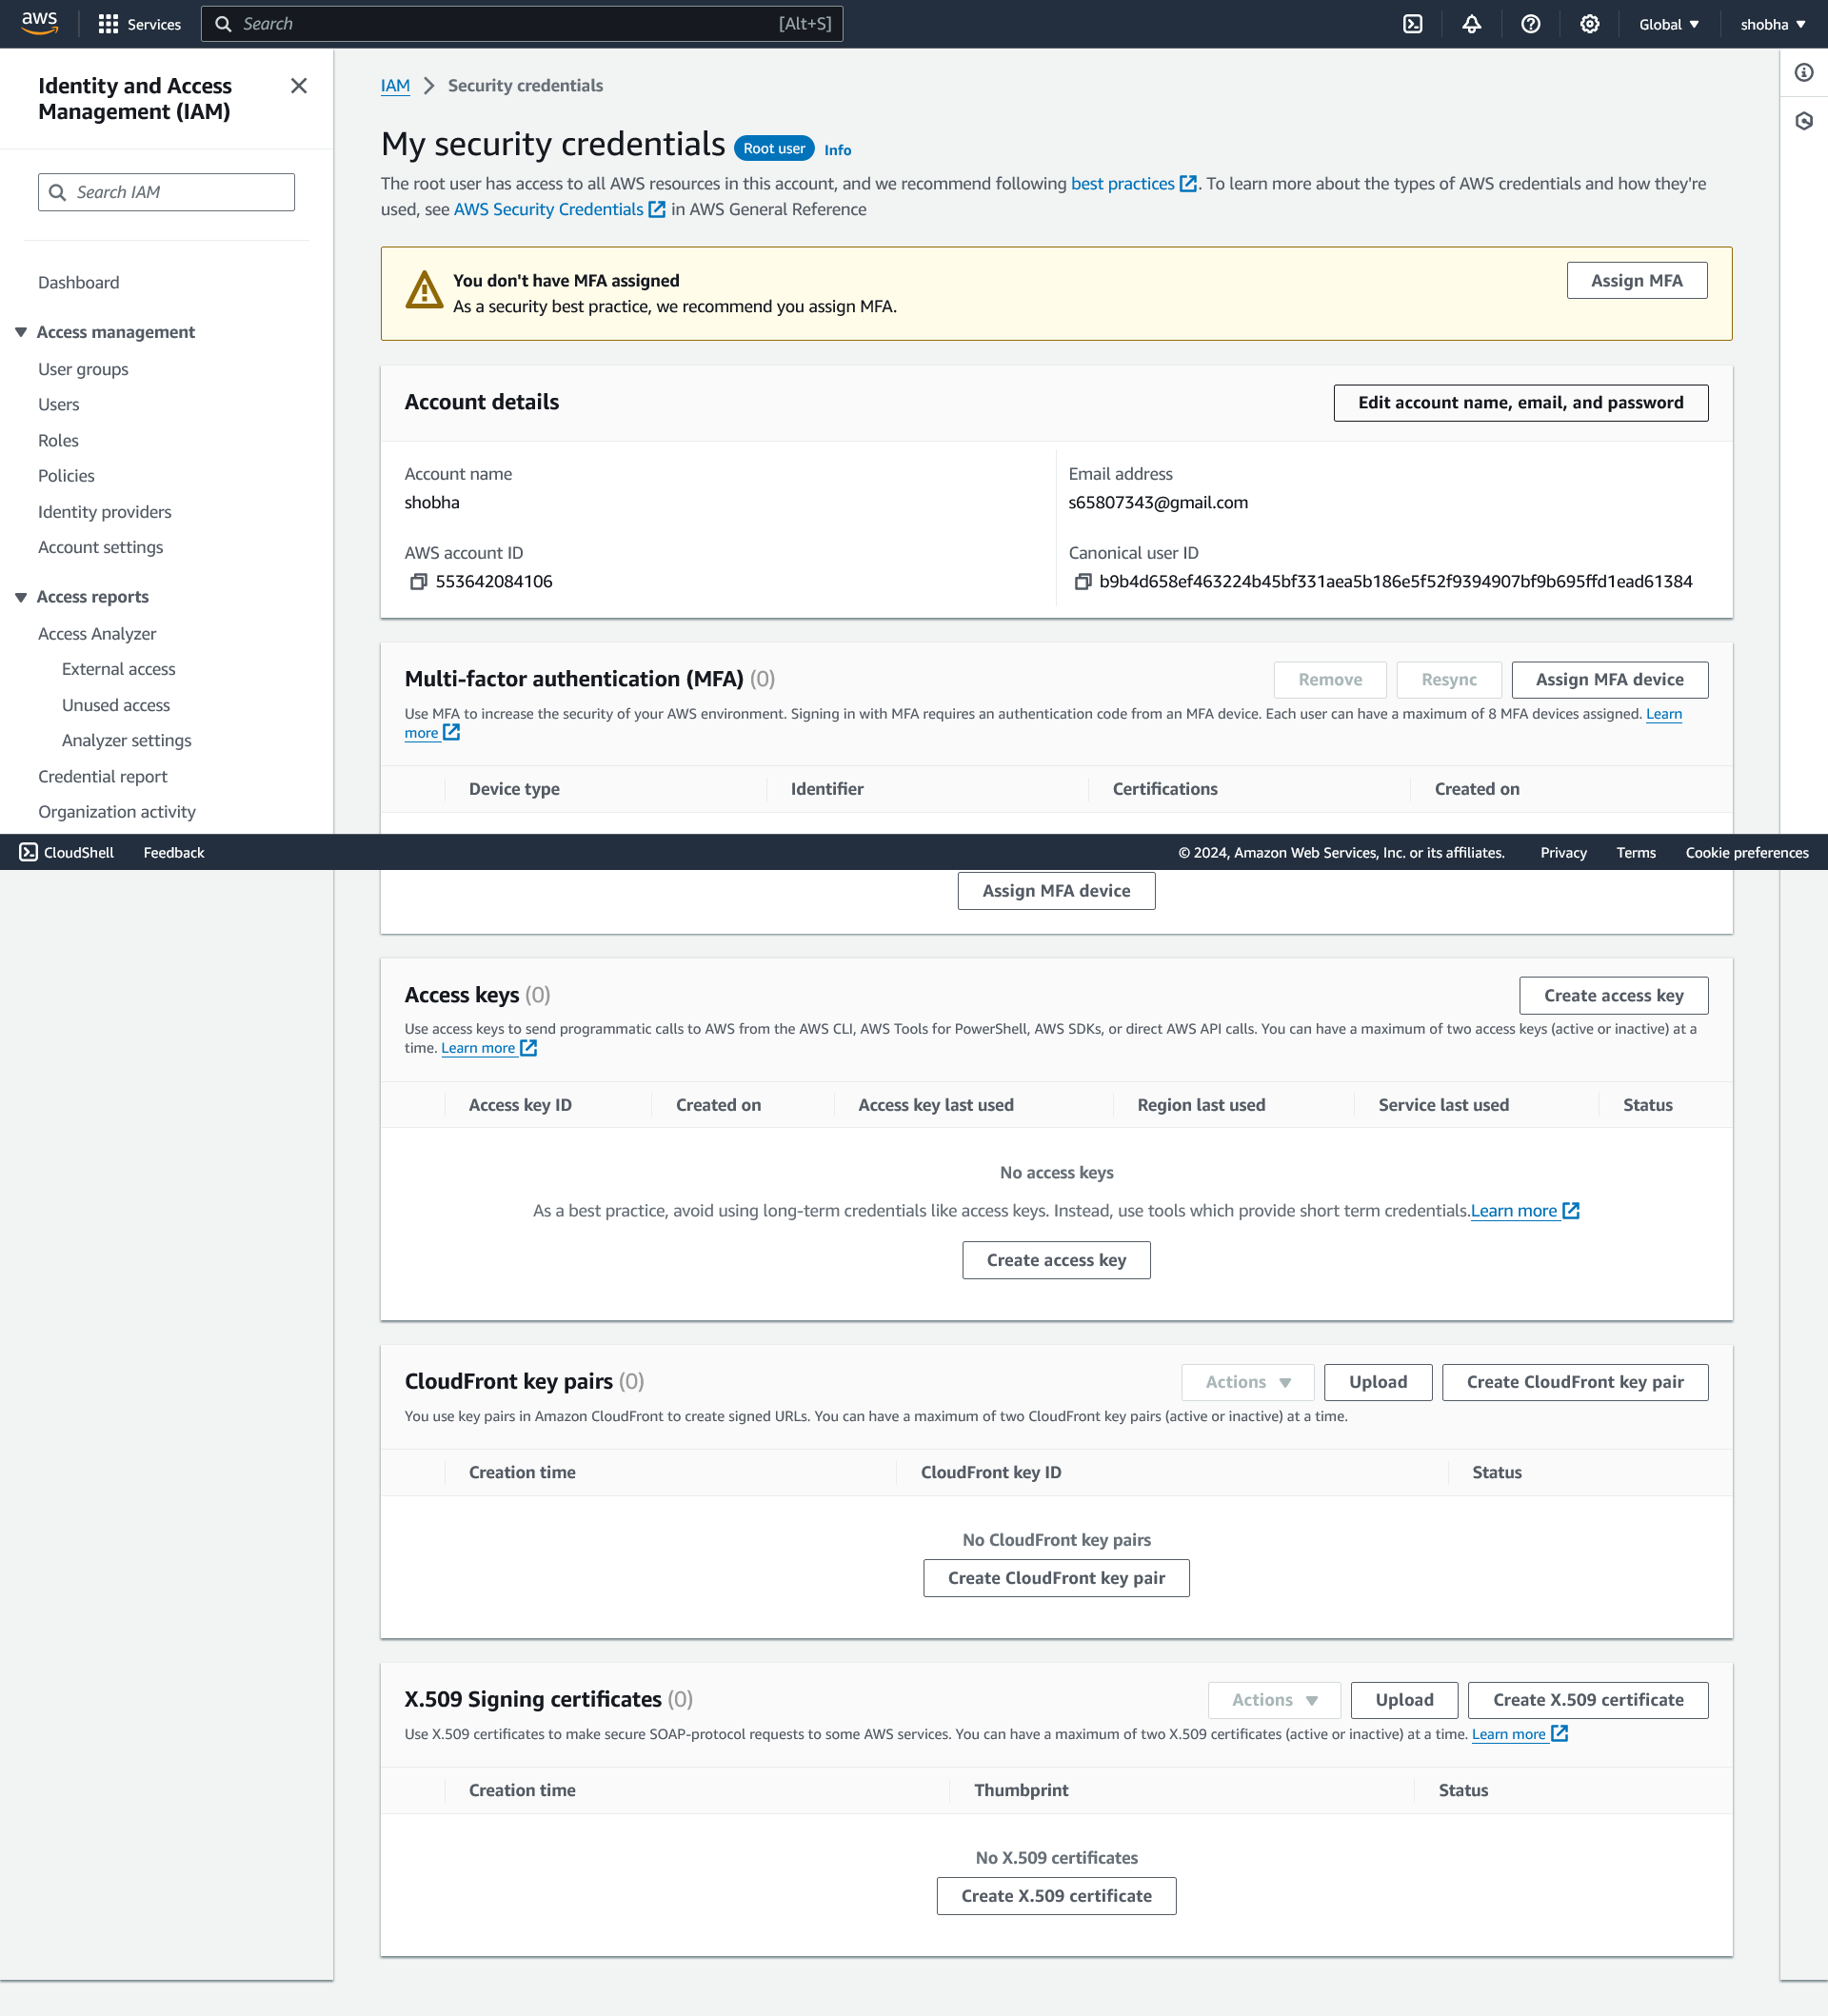 aws
Services
Search
[Alt+S]
Global
shobha
Identity and Access
Management (IAM)
Search IAM
Dashboard
Access management
User groups
Users
Roles
Policies
Identity providers
Account settings
Access reports
Access Analyzer
External access
Unused access
Analyzer settings
Credential report
Organization activity
IAM > Security credentials
My security credentials Root user Info
The root user has access to all AWS resources in this account, and we recommend following best practices. To learn more about the types of AWS credentials and how they're
used, see AWS Security Credentials in AWS General Reference
You don't have MFA assigned
As a security best practice, we recommend you assign MFA.
Assign MFA
Account details
Edit account name, email, and password
Account name
shobha
Email address
s65807343@gmail.com
AWS account ID
553642084106
Canonical user ID
b9b4d658ef463224b45bf331aea5b186e5f52f9394907bf9b695ffd1ead61384
Multi-factor authentication (MFA) (0)
Remove
Resync
Assign MFA device
Use MFA to increase the security of your AWS environment. Signing in with MFA requires an authentication code from an MFA device. Each user can have a maximum of 8 MFA devices assigned. Learn
more
Device type
Identifier
Certifications
Created on
CloudShell
Feedback
© 2024, Amazon Web Services, Inc. or its affiliates.
Privacy
Terms
Cookie preferences
Assign MFA device
Access keys (0)
Create access key
Use access keys to send programmatic calls to AWS from the AWS CLI, AWS Tools for PowerShell, AWS SDKs, or direct AWS API calls. You can have a maximum of two access keys (active or inactive) at a
time. Learn more
Access key ID
Created on
Access key last used
Region last used
Service last used
Status
No access keys
As a best practice, avoid using long-term credentials like access keys. Instead, use tools which provide short term credentials.Learn more
Create access key
CloudFront key pairs (0)
Actions
Upload
Create CloudFront key pair
You use key pairs in Amazon CloudFront to create signed URLs. You can have a maximum of two CloudFront key pairs (active or inactive) at a time.
Creation time
CloudFront key ID
Status
No CloudFront key pairs
Create CloudFront key pair
X.509 Signing certificates (0)
Actions
Upload
Create X.509 certificate
Use X.509 certificates to make secure SOAP-protocol requests to some AWS services. You can have a maximum of two X.509 certificates (active or inactive) at a time. Learn more
Creation time
Thumbprint
Status
No X.509 certificates
Create X.509 certificate